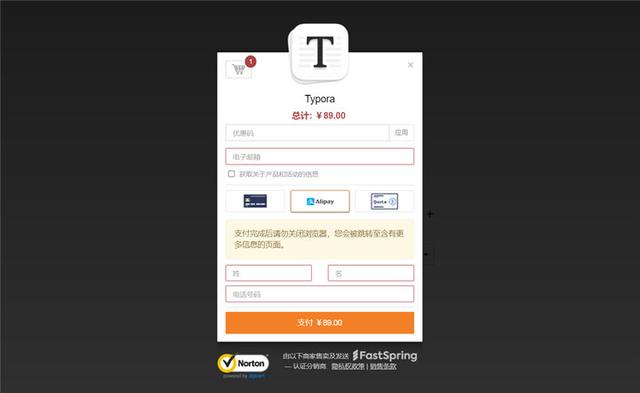 1
T
×
Typora
总计: ¥89.00
优惠码
应用
电子邮箱
获取关于产品和活动的信息
Alipay
Quote
支付完成后请勿关闭浏览器，您会被跳转至含有更
多信息的页面。
姓
名
电话号码
支付 ¥89.00
Norton
powered by digicert
由以下商家售卖及发送 FastSpring
— 认证分销商 隐私权政策 | 销售条款